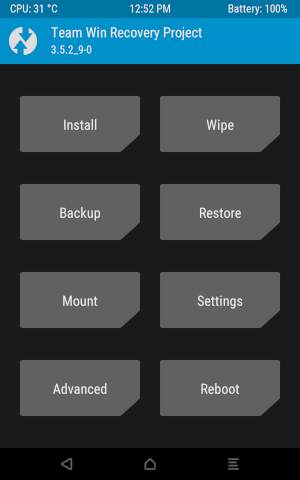 CPU: 31 °C 12:52 PM Battery: 100%
Team Win Recovery Project
3.5.2_9-0
Install Wipe
Backup Restore
Mount Settings
Advanced Reboot